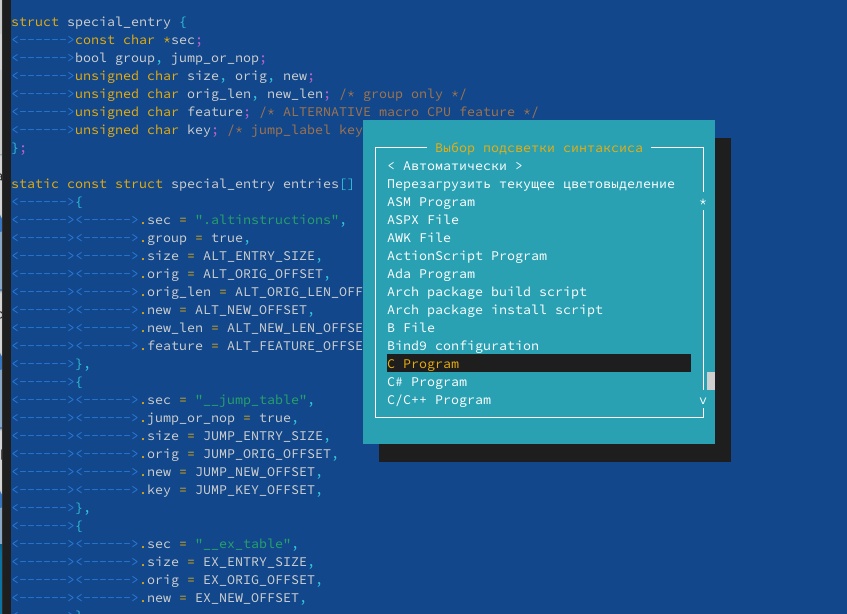 struct special_entry {
<------>const char *sec;
<------>bool group, jump_or_nop;
<------>unsigned char size, orig, new;
<------>unsigned char orig_len, new_len; /* group only */
<------>unsigned char feature; /* ALTERNATIVE macro CPU feature */
<------>unsigned char key; /* jump_label key
};
static const struct special_entry entries[]
<------>{
<------><------>.sec = ".altinstructions",
<------><------>.group = true,
<------><------>.size = ALT_ENTRY_SIZE,
<------><------>.orig = ALT_ORIG_OFFSET,
<------><------>.orig_len = ALT_ORIG_LEN_OFF
<------><------>.new = ALT_NEW_OFFSET,
<------><------>.new_len = ALT_NEW_LEN_OFFSE
<------><------>.feature = ALT_FEATURE_OFFSE
<------>},
<------>{
<------><------>.sec = "__jump_table",
<------><------>.jump_or_nop = true,
<------><------>.size = JUMP_ENTRY_SIZE,
<------><------>.orig = JUMP_ORIG_OFFSET,
<------><------>.new = JUMP_NEW_OFFSET,
<------><------>.key = JUMP_KEY_OFFSET,
<------>},
<------>{
<------><------>.sec = "__ex_table",
<------><------>.size = EX_ENTRY_SIZE,
<------><------>.orig = EX_ORIG_OFFSET,
<------><------>.new = EX_NEW_OFFSET,
Выбор подсветки синтаксиса
< Автоматически >
Перезагрузить текущее цветовыделение
ASM Program
ASPX File
AWK File
ActionScript Program
Ada Program
Arch package build script
Arch package install script
B File
Bind9 configuration
C Program
C# Program
C/C++ Program